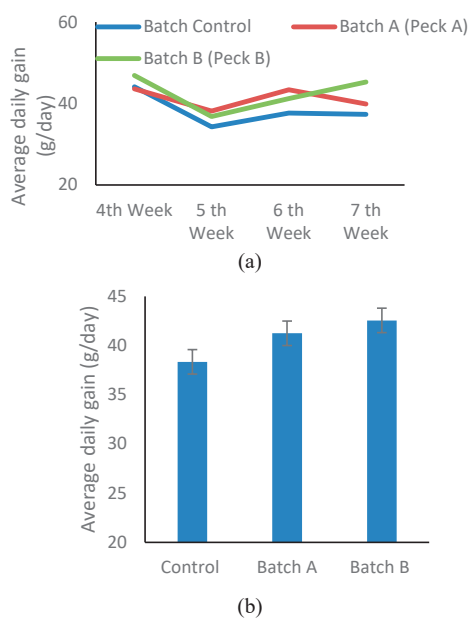 60
Batch Control
Batch A (Peck A)
Batch B (Peck B)
40
20
Average daily gain
(g/day)
4th Week
5 th
Week
6 th
Week
7 th
Week
(a)
45
40
35
30
25
20
Average daily gain (g/day)
Control
Batch A
Batch B
(b)